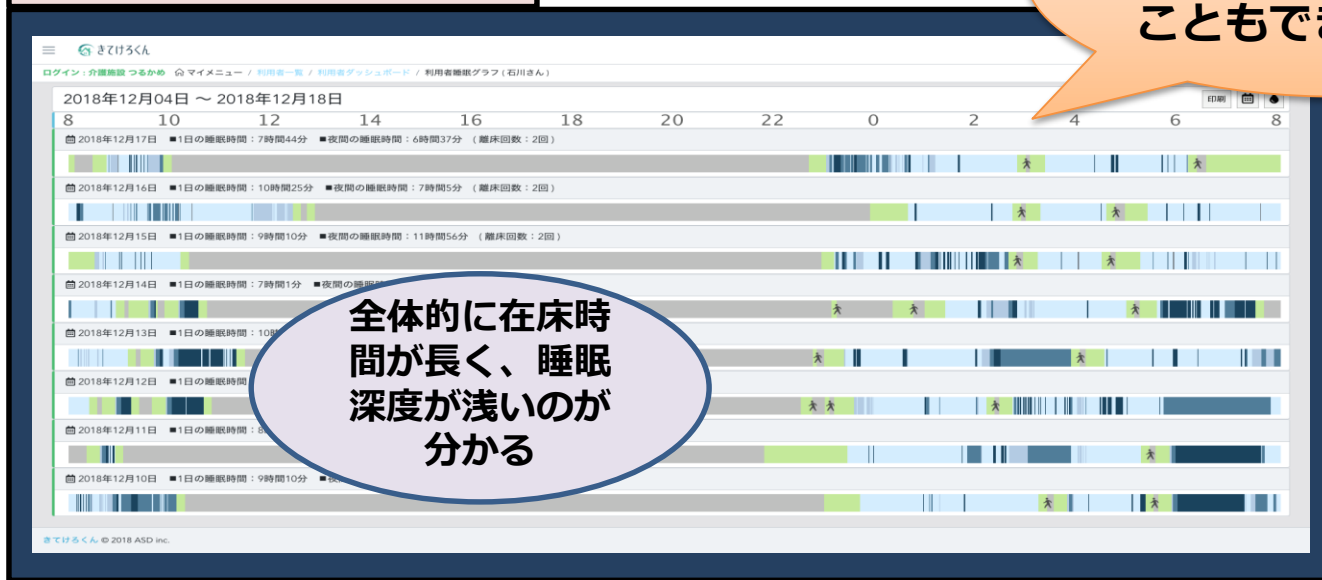 こともでき
きてけろくん
ログイン : 介護施設 つるかめ マイメニュー / 利用者一覧 / 利用者ダッシュボード / 利用者睡眠グラフ ( 石川さん )
2018年12月04日 ~ 2018年12月18日
印刷
8 10 12 14 16 18 20 22 0 2 4 6 8
2018年12月17日 ■1日の睡眠時間:7時間44分 ■夜間の睡眠時間:6時間37分 (離床回数:2回)
2018年12月16日 ■1日の睡眠時間:10時間25分 ■夜間の睡眠時間:7時間5分 (離床回数:2回)
2018年12月15日 ■1日の睡眠時間:9時間10分 ■夜間の睡眠時間:11時間56分 (離床回数:2回)
2018年12月14日 ■1日の睡眠時間:7時間1分 ■夜間の睡眠
2018年12月13日 ■1日の睡眠時間:10時
2018年12月12日 ■1日の睡眠時間
2018年12月11日 ■1日の睡眠時間:8
2018年12月10日 ■1日の睡眠時間:9時間10分
全体的に在床時
間が長く、睡眠
深度が浅いのが
分かる
きてけろくん © 2018 ASD inc.